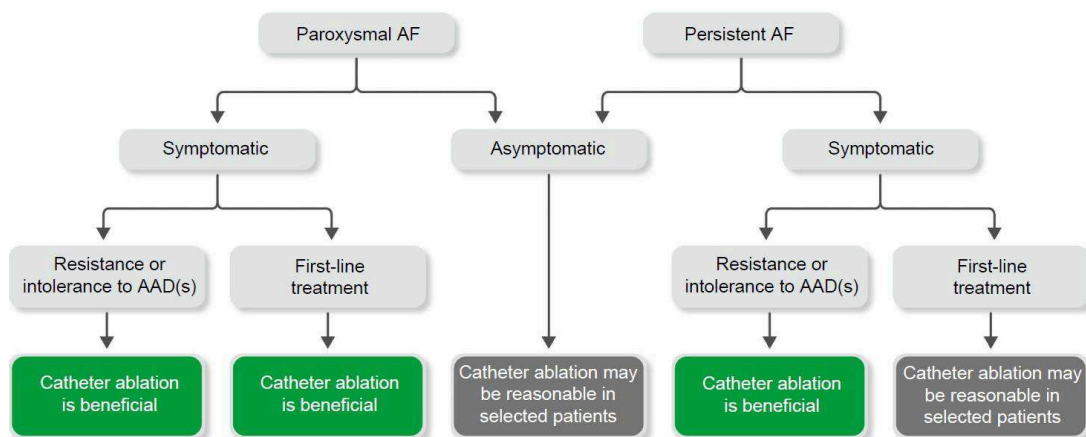 Paroxysmal AF
Persistent AF
Symptomatic
Asymptomatic
Symptomatic
Resistance or
intolerance to AAD(s)
First-line
treatment
Resistance or
intolerance to AAD(s)
First-line
treatment
Catheter ablation
is beneficial
Catheter ablation
is beneficial
Catheter ablation may
be reasonable in
selected patients
Catheter ablation
is beneficial
Catheter ablation may
be reasonable in
selected patients